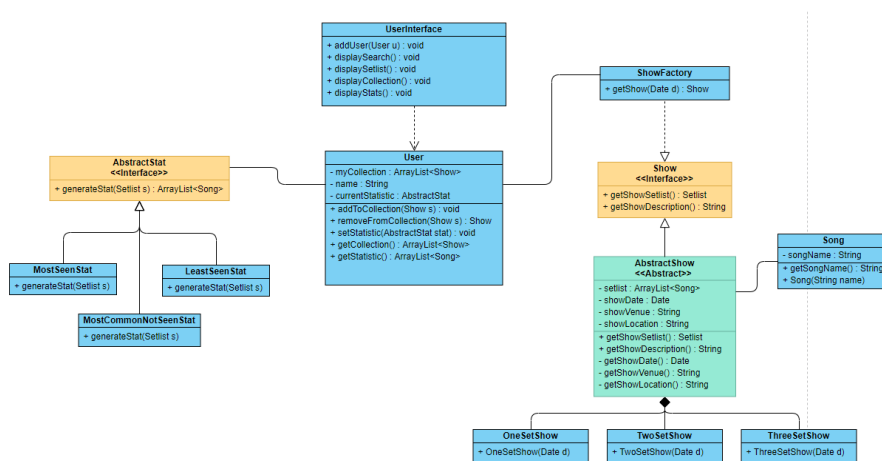 UserInterface
+ addUser(User u) : void
+ displaySearch() : void
+ displaySetlist() : void
+ displayCollection() : void
+ displayStats() : void
ShowFactory
+ getShow(Date d) : Show
AbstractStat
<<Interface>>
+ generateStat(Setlist s) : ArrayList<Song>
User
- myCollection : ArrayList<Show>
- name : String
- currentStatistic : AbstractStat
+ addToCollection(Show s) : void
+ removeFromCollection(Show s) : Show
+ setStatistic(AbstractStat stat) : void
+ getCollection() : ArrayList<Show>
+ getStatistic() : ArrayList<Song>
Show
<<Interface>>
+ getShowSetlist() : Setlist
+ getShowDescription() : String
Song
- songName : String
+ getSongName() : String
+ Song(String name)
MostSeenStat
+ generateStat(Setlist s)
LeastSeenStat
+ generateStat(Setlist s)
MostCommonNotSeenStat
+ generateStat(Setlist s)
AbstractShow
<<Abstract>>
- setlist : ArrayList<Song>
- showDate : Date
- showVenue : String
- showLocation : String
+ getShowSetlist() : Setlist
+ getShowDescription() : String
- getShowDate() : Date
- getShowVenue() : String
- getShowLocation() : String
OneSetShow
+ OneSetShow(Date d)
TwoSetShow
+ TwoSetShow(Date d)
ThreeSetShow
+ ThreeSetShow(Date d)